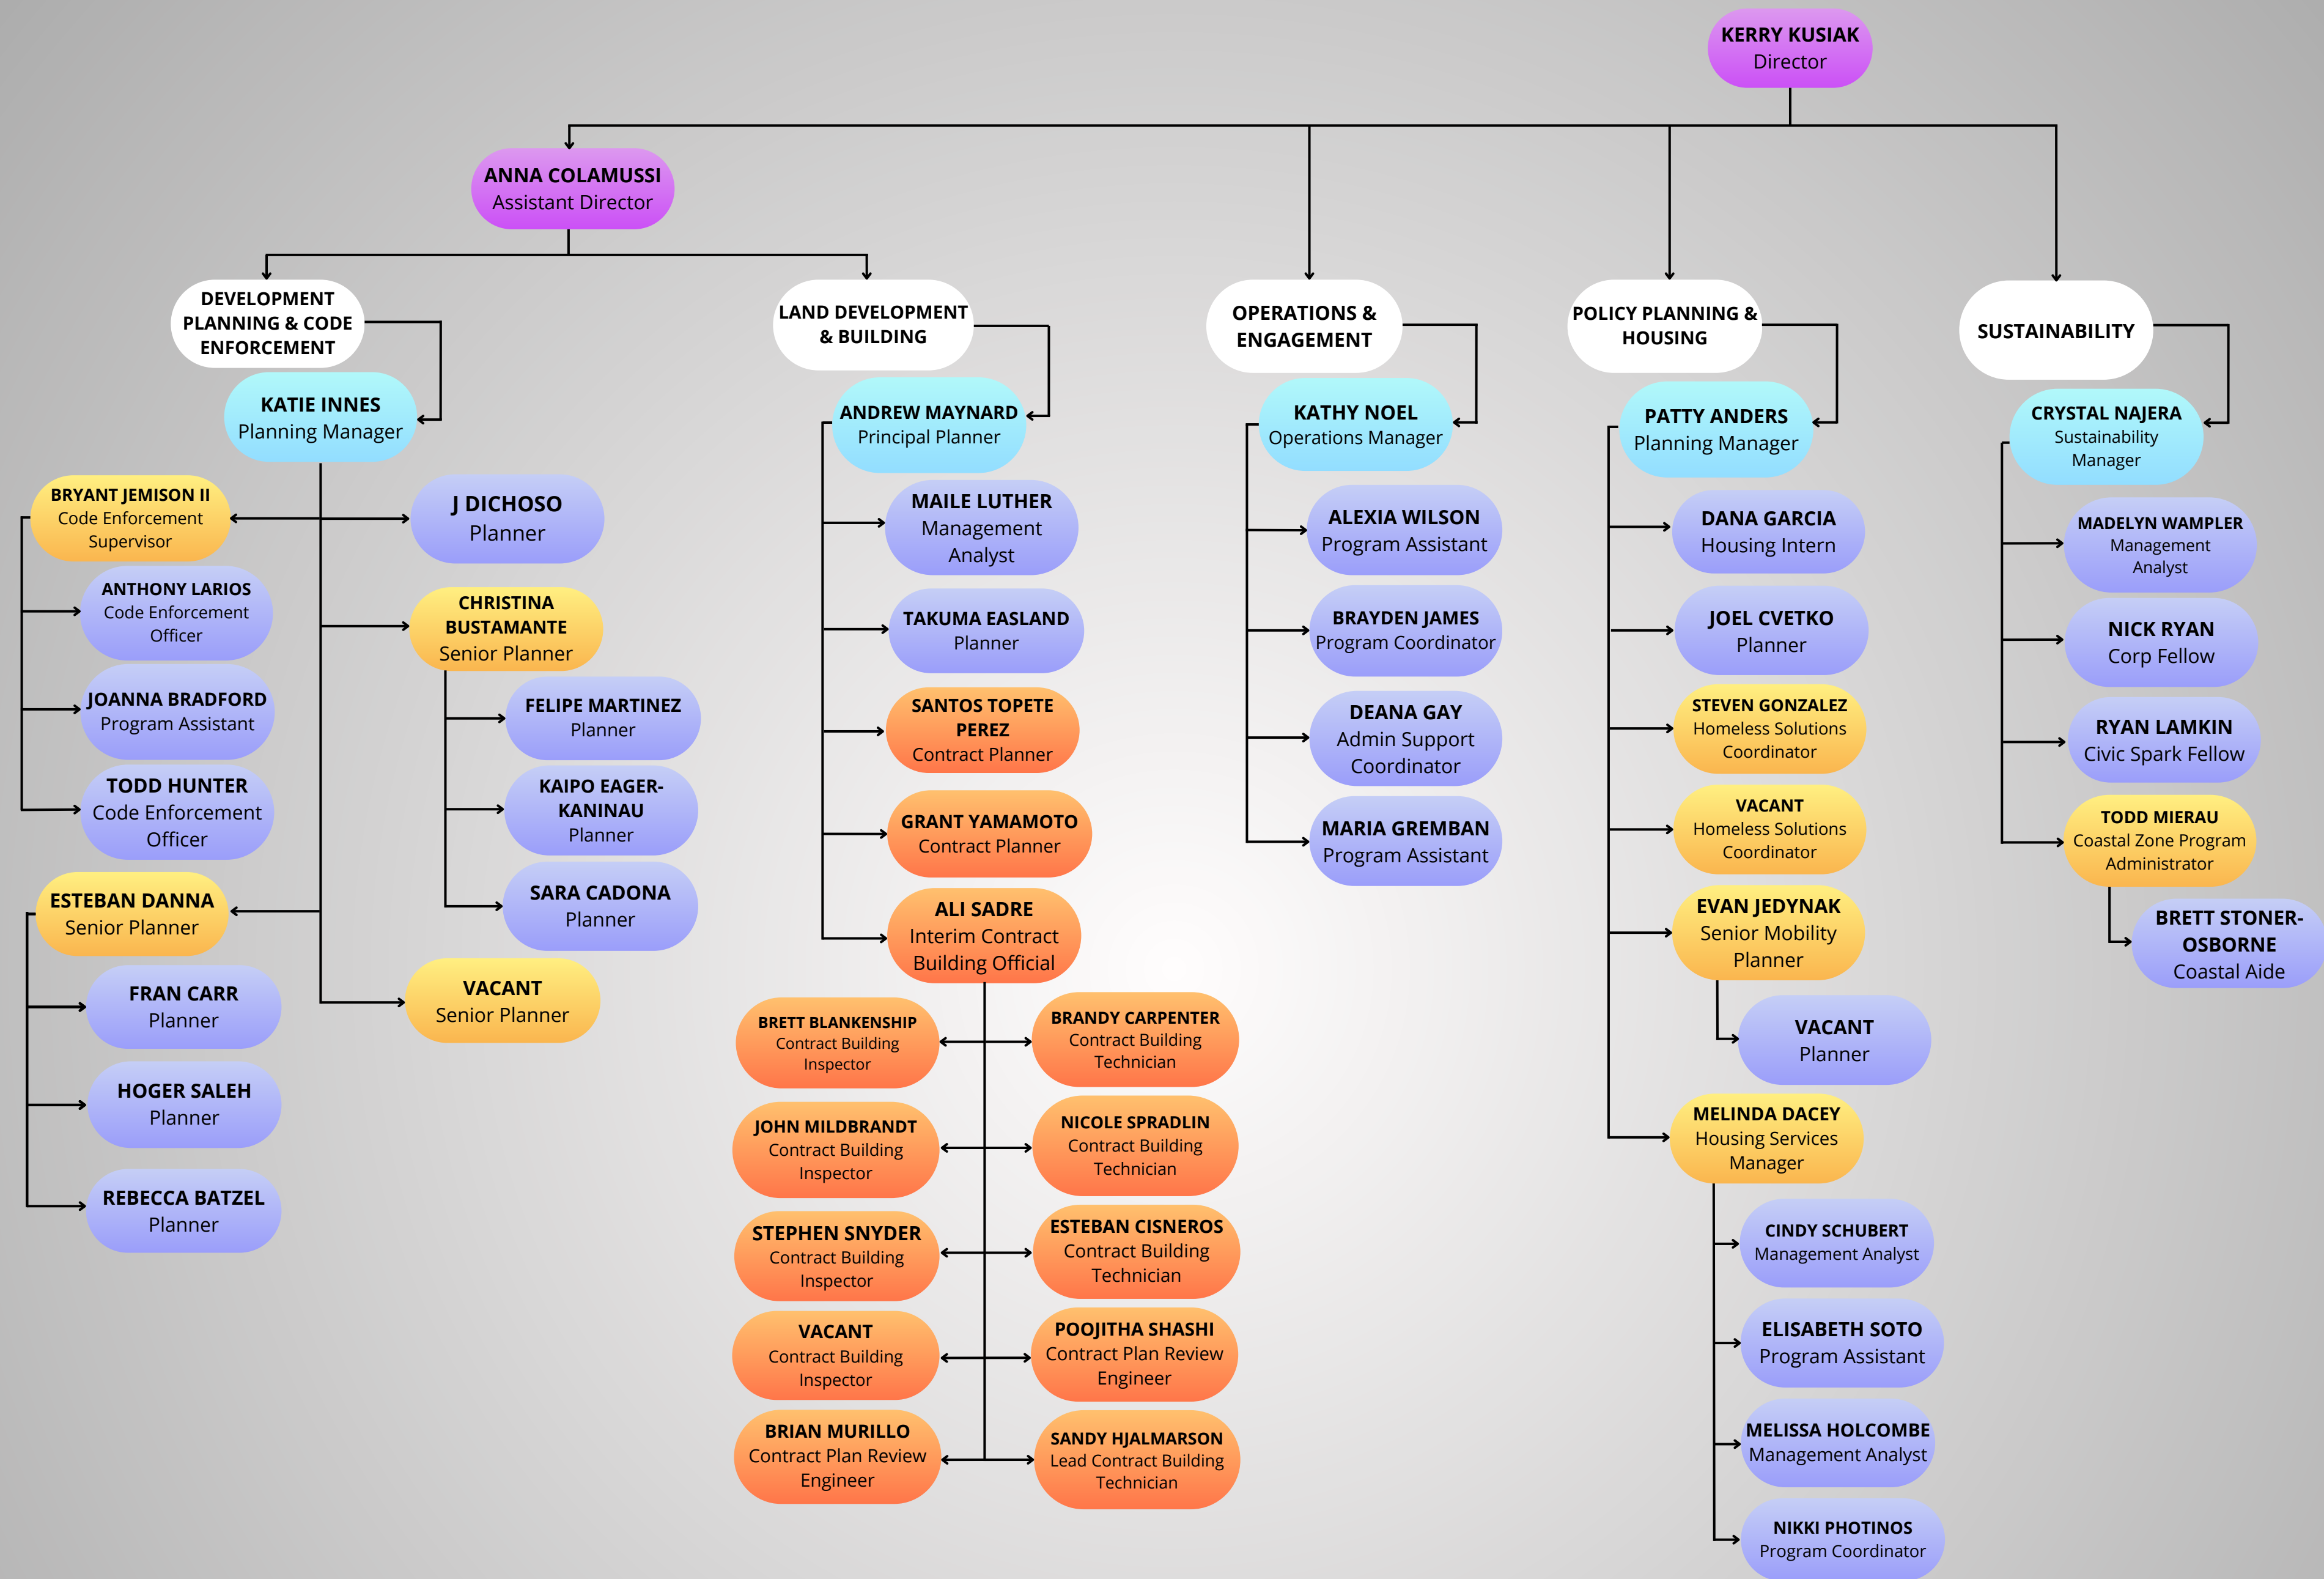 KERRY KUSIAK
Director
ANNA COLAMUSSI
Assistant Director
DEVELOPMENT
PLANNING & CODE
ENFORCEMENT
KATIE INNES
Planning Manager
BRYANT JEMISON II
Code Enforcement
Supervisor
ANTHONY LARIOS
Code Enforcement
Officer
JOANNA BRADFORD
Program Assistant
TODD HUNTER
Code Enforcement
Officer
ESTEBAN DANNA
Senior Planner
FRAN CARR
Planner
HOGER SALEH
Planner
REBECCA BATZEL
Planner
J DICHOSO
Planner
CHRISTINA
BUSTAMANTE
Senior Planner
FELIPE MARTINEZ
Planner
KAIPO EAGER-
KANINAU
Planner
SARA CADONA
Planner
VACANT
Senior Planner
LAND DEVELOPMENT
& BUILDING
ANDREW MAYNARD
Principal Planner
MAILE LUTHER
Management
Analyst
TAKUMA EASLAND
Planner
SANTOS TOPETE
PEREZ
Contract Planner
GRANT YAMAMOTO
Contract Planner
ALI SADRE
Interim Contract
Building Official
BRETT BLANKENSHIP
Contract Building
Inspector
JOHN MILDBRANDT
Contract Building
Inspector
STEPHEN SNYDER
Contract Building
Inspector
VACANT
Contract Building
Inspector
BRIAN MURILLO
Contract Plan Review
Engineer
BRANDY CARPENTER
Contract Building
Technician
NICOLE SPRADLIN
Contract Building
Technician
ESTEBAN CISNEROS
Contract Building
Technician
POOJITHA SHASHI
Contract Plan Review
Engineer
SANDY HJALMARSON
Lead Contract Building
Technician
OPERATIONS &
ENGAGEMENT
KATHY NOEL
Operations Manager
ALEXIA WILSON
Program Assistant
BRAYDEN JAMES
Program Coordinator
DEANA GAY
Admin Support
Coordinator
MARIA GREMBAN
Program Assistant
POLICY PLANNING &
HOUSING
PATTY ANDERS
Planning Manager
DANA GARCIA
Housing Intern
JOEL CVETKO
Planner
STEVEN GONZALEZ
Homeless Solutions
Coordinator
VACANT
Homeless Solutions
Coordinator
EVAN JEDYNAK
Senior Mobility
Planner
VACANT
Planner
MELINDA DACEY
Housing Services
Manager
CINDY SCHUBERT
Management Analyst
ELISABETH SOTO
Program Assistant
MELISSA HOLCOMBE
Management Analyst
NIKKI PHOTINOS
Program Coordinator
SUSTAINABILITY
CRYSTAL NAJERA
Sustainability
Manager
MADELYN WAMPLER
Management
Analyst
NICK RYAN
Corp Fellow
RYAN LAMKIN
Civic Spark Fellow
TODD MIERAU
Coastal Zone Program
Administrator
BRETT STONER-
OSBORNE
Coastal Aide